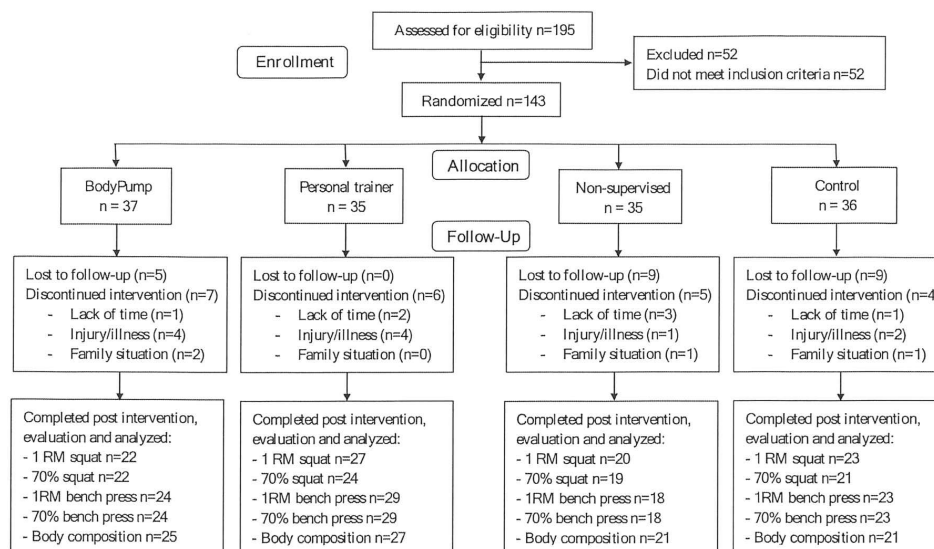 Assessed for eligibility n=195
Enrollment
Excluded n=52
Did not meet inclusion criteria n=52
Randomized n=143
Allocation
BodyPump
n = 37
Personal trainer
n = 35
Non-supervised
n = 35
Control
n = 36
Follow-Up
Lost to follow-up (n=5)
Discontinued intervention (n=7)
- Lack of time (n=1)
- Injury/illness (n=4)
- Family situation (n=2)
Lost to follow-up (n=0)
Discontinued intervention (n=6)
- Lack of time (n=2)
- Injury/illness (n=4)
- Family situation (n=0)
Lost to follow-up (n=9)
Discontinued intervention (n=5)
- Lack of time (n=3)
- Injury/illness (n=1)
- Family situation (n=1)
Lost to follow-up (n=9)
Discontinued intervention (n=4
- Lack of time (n=1)
- Injury/illness (n=2)
- Family situation (n=1)
Completed post intervention,
evaluation and analyzed:
- 1 RM squat n=22
- 70% squat n=22
- 1RM bench press n=24
- 70% bench press n=24
- Body composition n=25
Completed post intervention,
evaluation and analyzed:
- 1 RM squat n=27
- 70% squat n=24
- 1RM bench press n=29
- 70% bench press n=29
- Body composition n=27
Completed post intervention,
evaluation and analyzed:
- 1 RM squat n=20
- 70% squat n=19
- 1RM bench press n=18
- 70% bench press n=18
- Body composition n=21
Completed post intervention,
evaluation and analyzed:
- 1 RM squat n=23
- 70% squat n=21
- 1RM bench press n=23
- 70% bench press n=23
- Body composition n=21